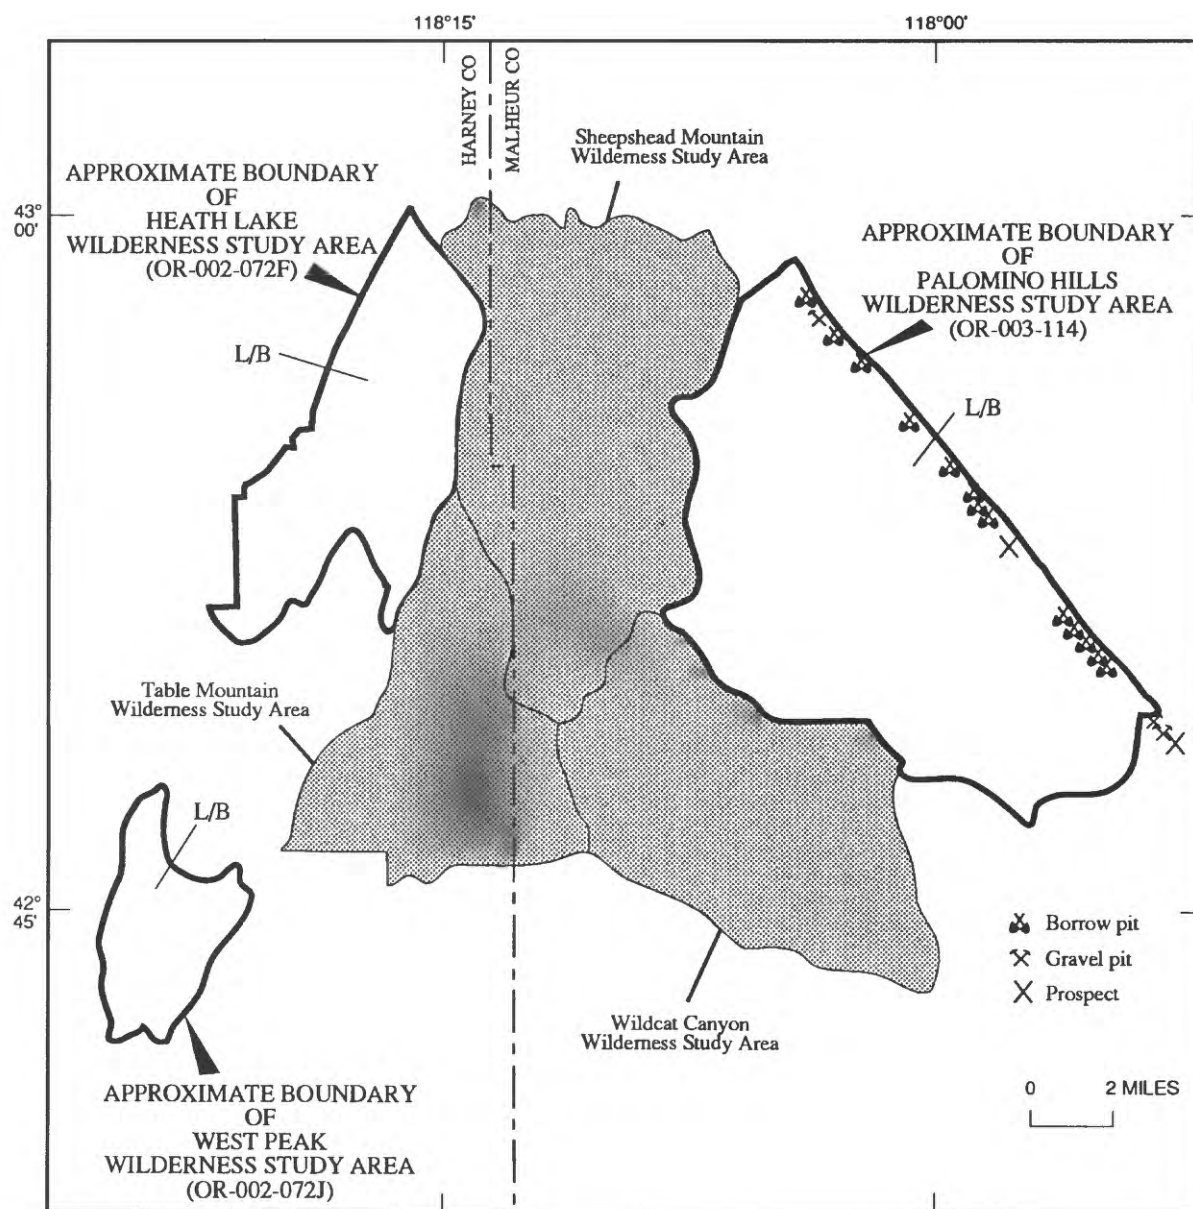 118°15'
118°00'
HARNEY CO
MALHEUR CO
Sheepshead Mountain
Wilderness Study Area
APPROXIMATE BOUNDARY
OF
HEATH LAKE
WILDERNESS STUDY AREA
(OR-002-072F)
43°
00'
APPROXIMATE BOUNDARY
OF
PALOMINO HILLS
WILDERNESS STUDY AREA
(OR-003-114)
L/B
L/B
Table Mountain
Wilderness Study Area
L/B
42°
45'
Borrow pit
Gravel pit
Prospect
Wildcat Canyon
Wilderness Study Area
0 2 MILES
APPROXIMATE BOUNDARY
OF
WEST PEAK
WILDERNESS STUDY AREA
(OR-002-072J)